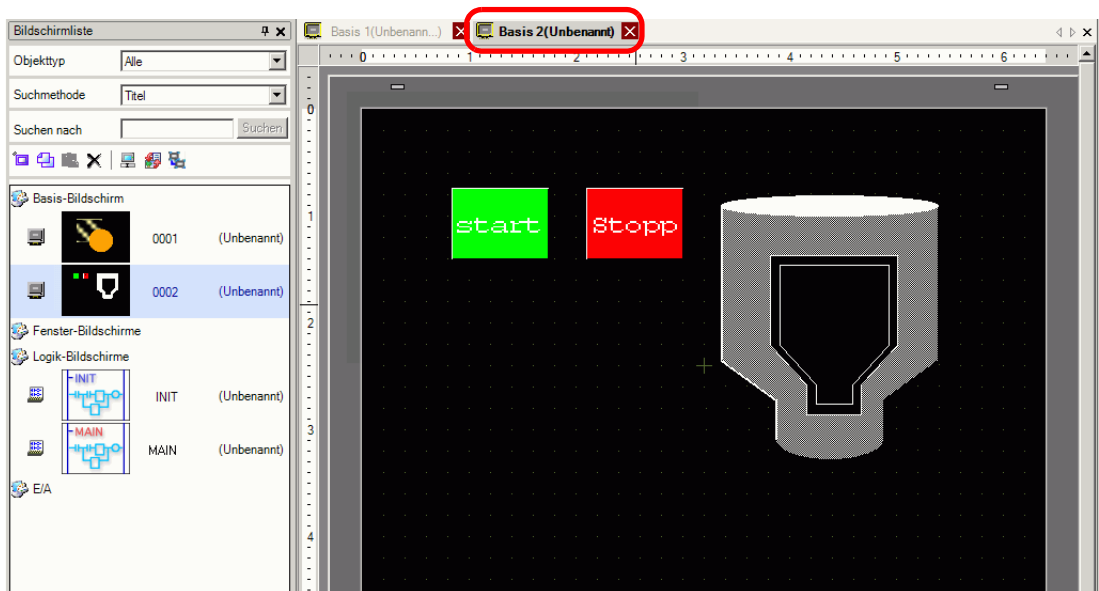 Bildschirmliste
Objekttyp Alle
Suchmethode Titel
Suchen nach Suchen
Basis-Bildschirm
0001 (Unbenannt)
0002 (Unbenannt)
Fenster-Bildschirme
Logik-Bildschirme
INIT INIT (Unbenannt)
MAIN MAIN (Unbenannt)
E/A
Basis 1(Unbenann...) Basis 2(Unbenannt)
0 1 2 3 4 5 6
0
1
2
3
4
start Stopp